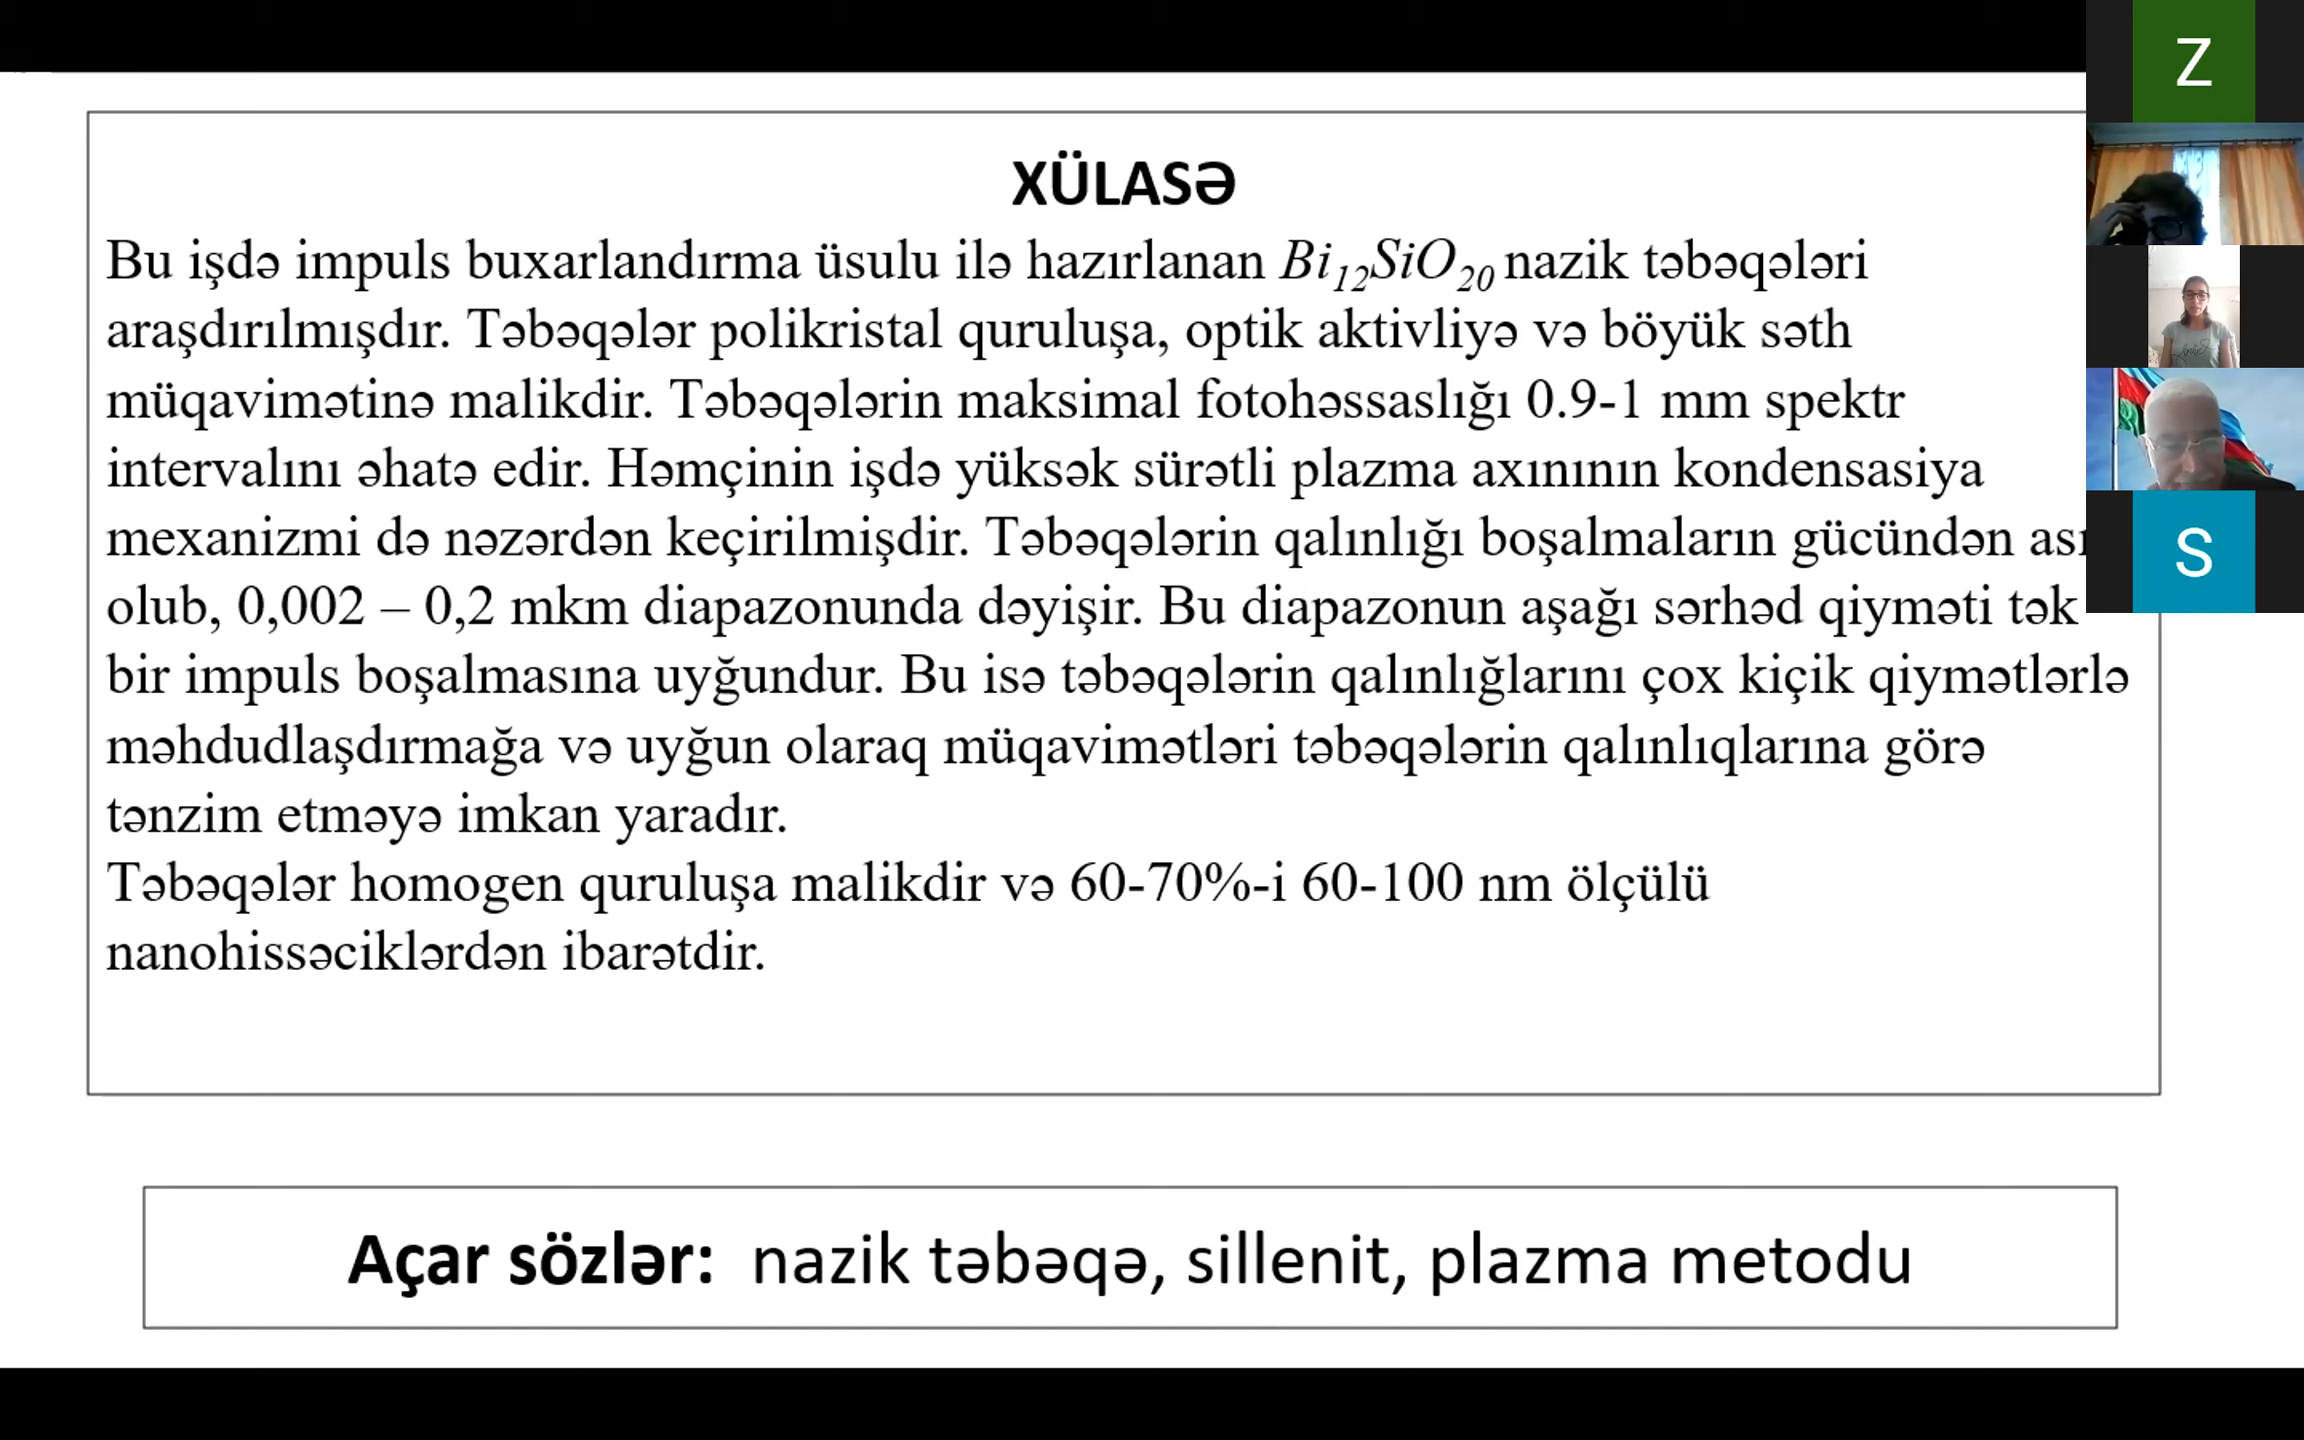 XÜLASƏ
Bu işdə impuls buxarlandırma üsulu ilə hazırlanan Bi₁₂SiO₂₀ nazik təbəqələri
araşdırılmışdır. Təbəqələr polikristal quruluşa, optik aktivliyə və böyük səth
müqavimətinə malikdir. Təbəqələrin maksimal fotohəssaslığı 0.9-1 mm spektr
intervalını əhatə edir. Həmçinin işdə yüksək sürətli plazma axınının kondensasiya
mexanizmi də nəzərdən keçirilmişdir. Təbəqələrin qalınlığı boşalmaların gücündən
olub, 0,002 – 0,2 mkm diapazonunda dəyişir. Bu diapazonun aşağı sərhəd qiyməti tək
bir impuls boşalmasına uyğundur. Bu isə təbəqələrin qalınlığlarını çox kiçik qiymətlərlə
məhdudlaşdırmağa və uyğun olaraq müqavimətləri təbəqələrin qalınlıqlarına görə
tənzim etməyə imkan yaradır.
Təbəqələr homogen quruluşa malikdir və 60-70%-i 60-100 nm ölçülü
nanohissəciklərdən ibarətdir.
Açar sözlər: nazik təbəqə, sillenit, plazma metodu
Z
S